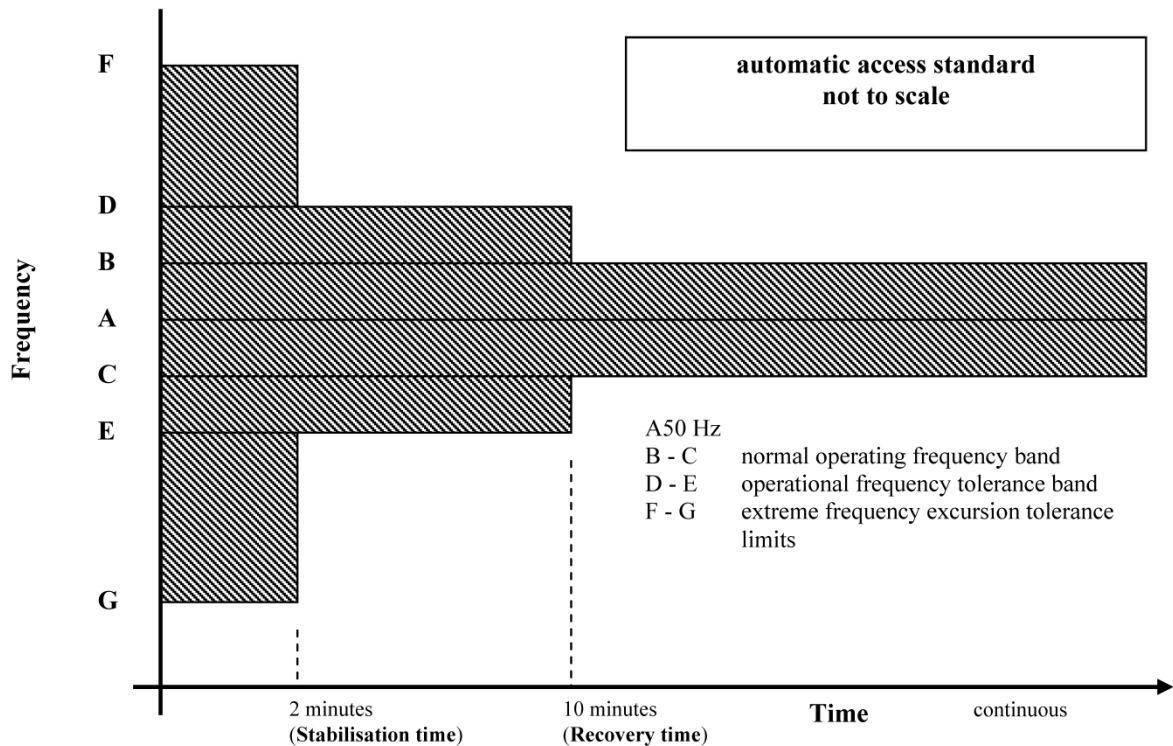 F
automatic access standard
not to scale
D
B
A
C
E
G
Frequency
A50 Hz
B - C normal operating frequency band
D - E operational frequency tolerance band
F - G extreme frequency excursion tolerance
limits
2 minutes
(Stabilisation time)
10 minutes
(Recovery time)
Time
continuous